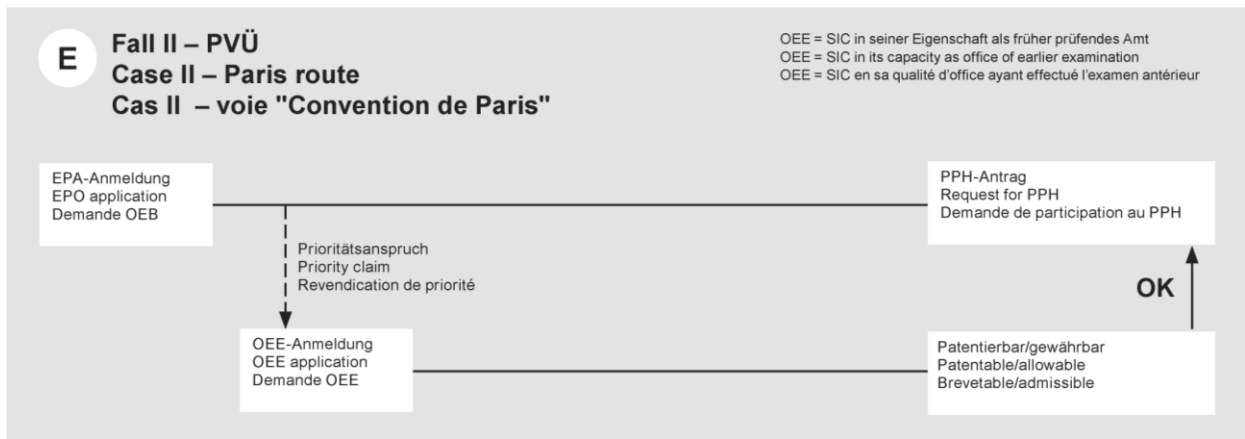 E
Fall II – PVÜ
Case II – Paris route
Cas II – voie "Convention de Paris"
OEE = SIC in seiner Eigenschaft als früher prüfendes Amt
OEE = SIC in its capacity as office of earlier examination
OEE = SIC en sa qualité d'office ayant effectué l'examen antérieur
EPA-Anmeldung
EPO application
Demande OEB
PPH-Antrag
Request for PPH
Demande de participation au PPH
Prioritätsanspruch
Priority claim
Revendication de priorité
OK
OEE-Anmeldung
OEE application
Demande OEE
Patentierbar/gewährbar
Patentable/allowable
Brevetable/admissible